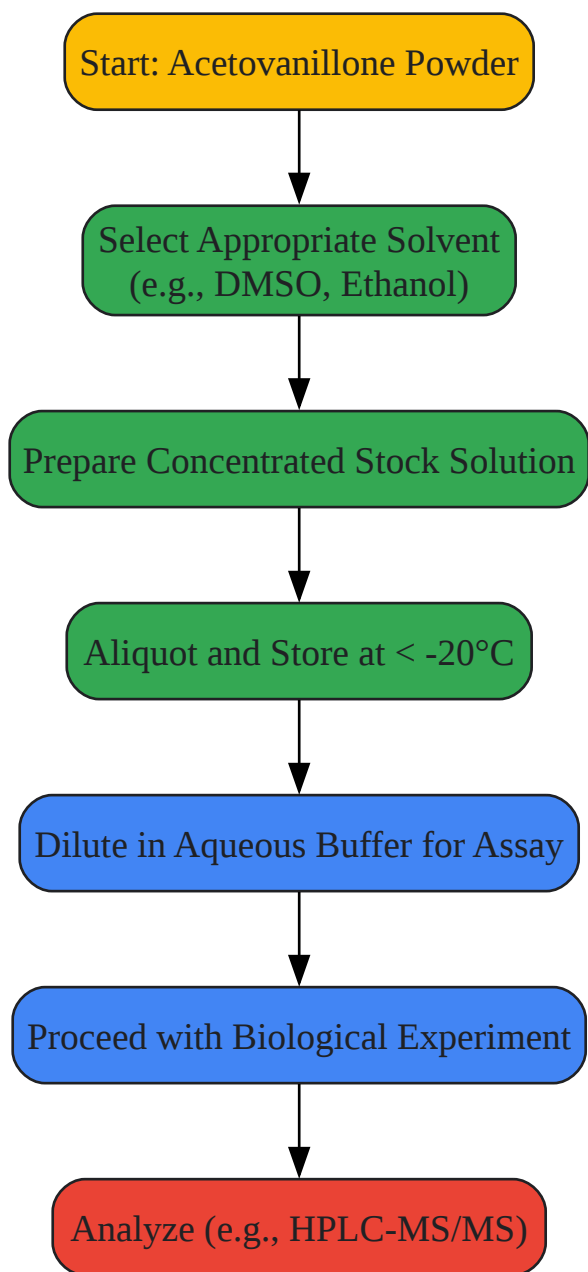 Start: Acetovanillone Powder
Select Appropriate Solvent
(e.g., DMSO, Ethanol)
Prepare Concentrated Stock Solution
Aliquot and Store at < -20°C
Dilute in Aqueous Buffer for Assay
Proceed with Biological Experiment
Analyze (e.g., HPLC-MS/MS)